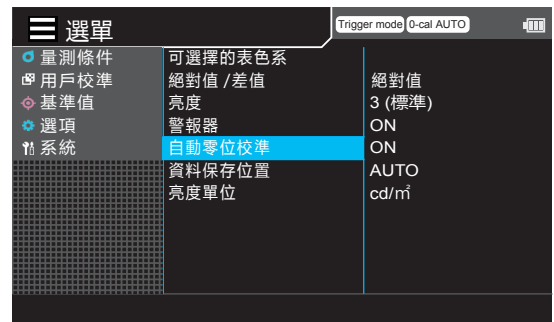 選單 Trigger mode 0-cal AUTO
量測條件 可選擇的表色系
用戶校準 絕對值 /差值 絕對值
基準值 亮度 3 (標準)
選項 警報器 ON
系統 自動零位校準 ON
資料保存位置 AUTO
亮度單位 cd/㎡